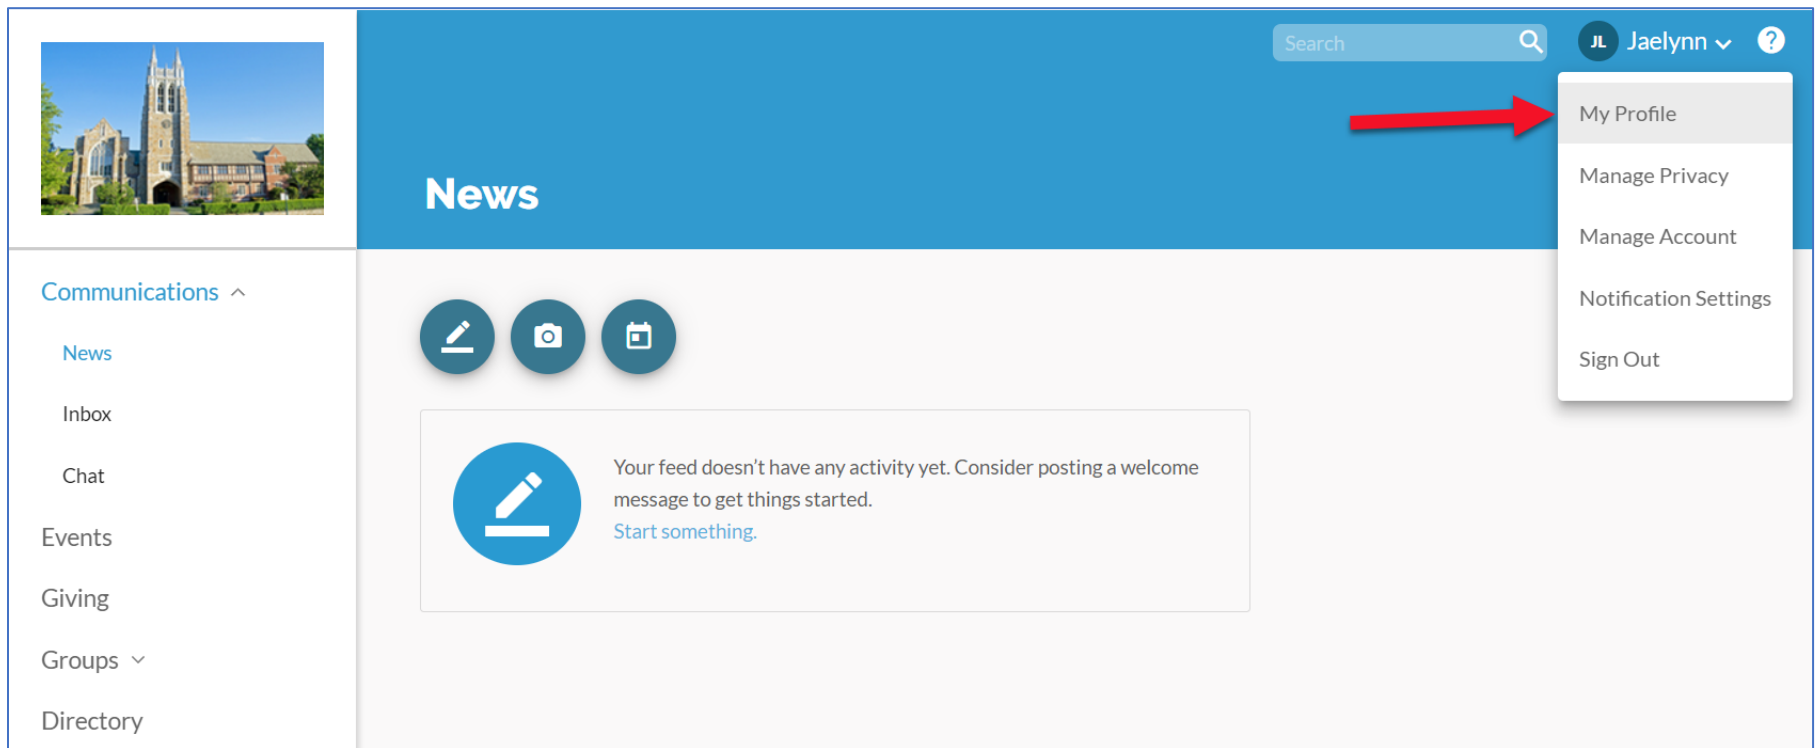 Search
JL Jaelynn
?
My Profile
Manage Privacy
Manage Account
Notification Settings
Sign Out
News
Communications
News
Inbox
Chat
Events
Giving
Groups
Directory
Your feed doesn't have any activity yet. Consider posting a welcome
message to get things started.
Start something.